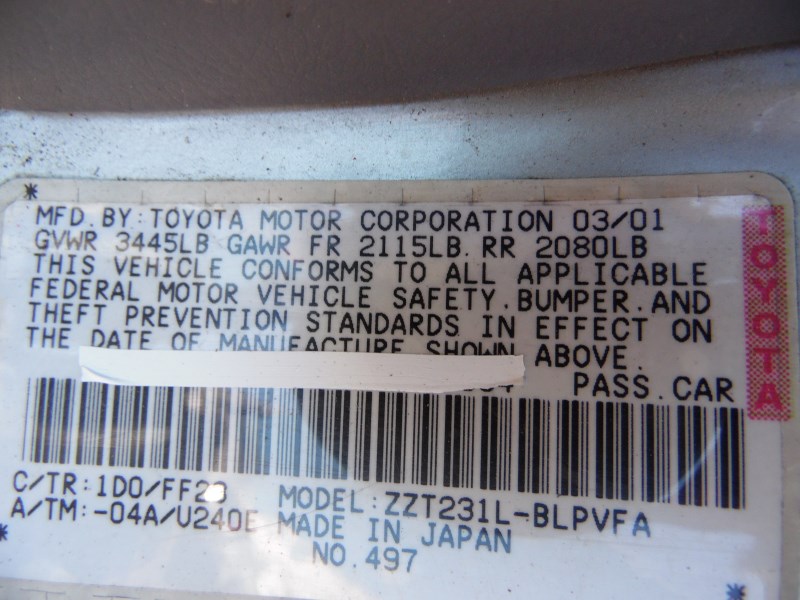 MFD. BY: TOYOTA MOTOR CORPORATION 03/01
GVWR 3445LB GAWR FR 2115LB. RR 2080LB
THIS VEHICLE CONFORMS TO ALL APPLICABLE
FEDERAL MOTOR VEHICLE SAFETY. BUMPER. AND
THEFT PREVENTION STANDARDS IN EFFECT ON
THE DATE OF MANUFACTURE SHOWN ABOVE.
PASS. CAR
C/TR: 1D0/FF23 MODEL: ZZT231L-BLPVFA
A/TM: -04A/U240E MADE IN JAPAN
NO. 497
TOYOTA